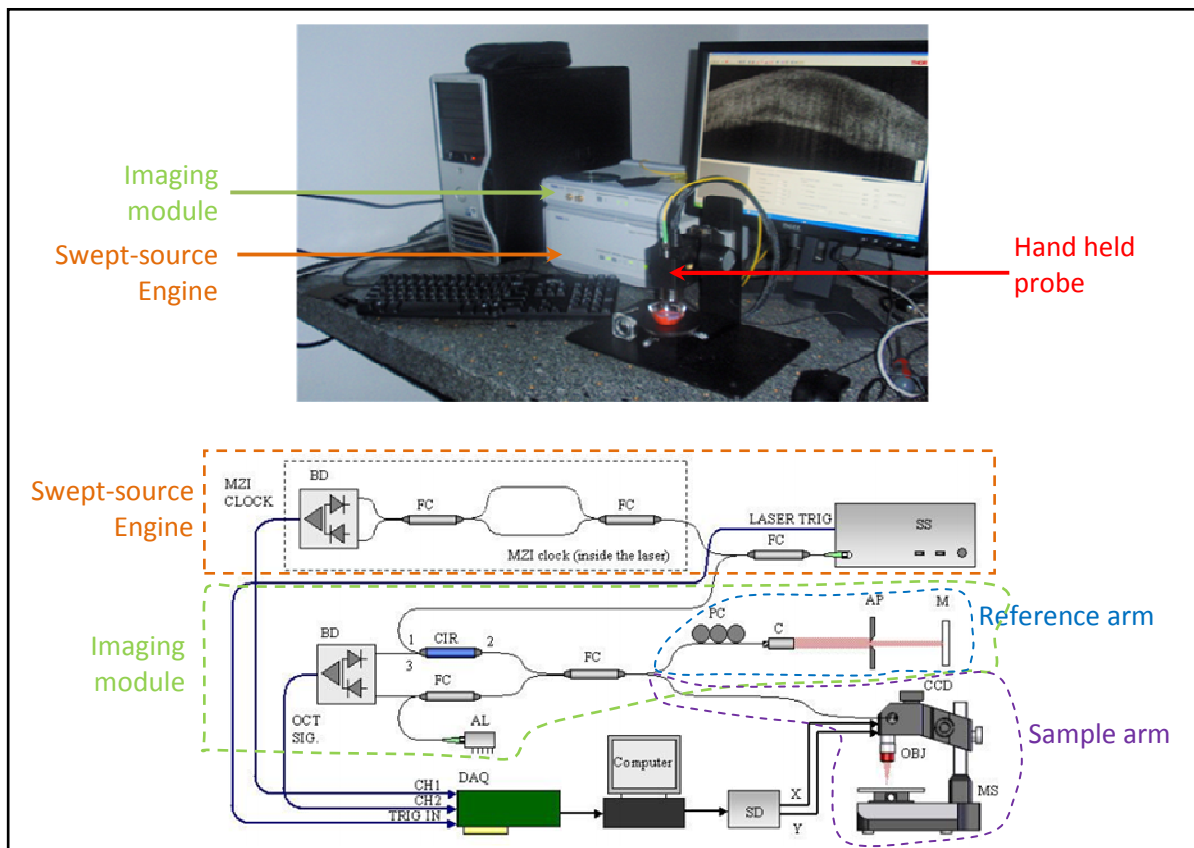 Imaging
module
Swept-source
Engine
Hand held
probe
THOR
Swept-source
Engine
MZI
CLOCK
BD
FC
FC
MZI clock (inside the laser)
LASER TRIG
FC
SS
Imaging
module
BD
1
CIR
2
3
FC
OCT
SIG.
AL
FC
PC
C
AP
M
Reference arm
CCD
OBJ
MS
Sample arm
CH1
CH2
TRIG IN
DAQ
Computer
SD
X
Y